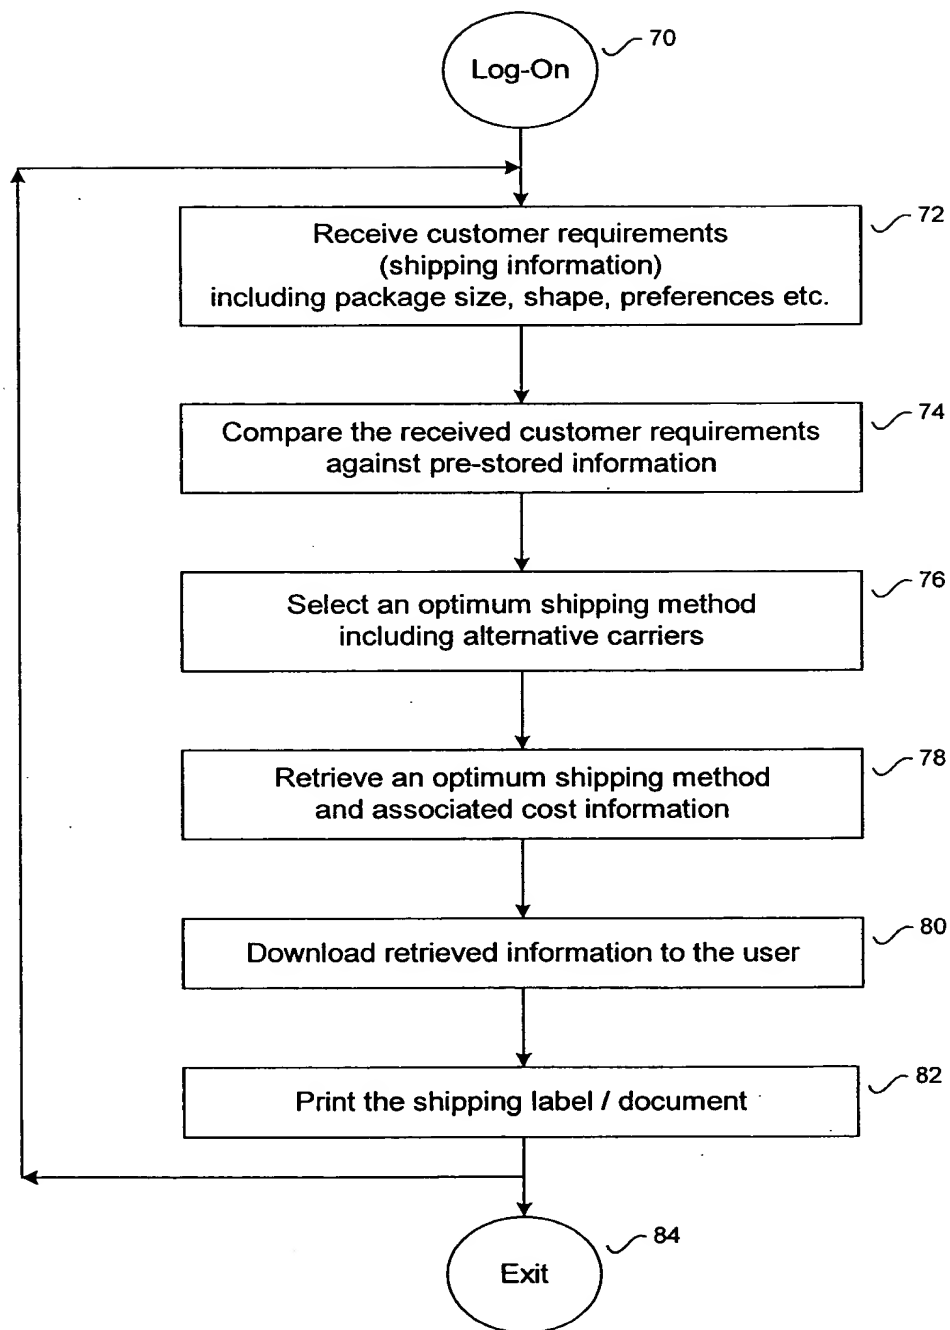 70
Log-On
72
Receive customer requirements
(shipping information)
including package size, shape, preferences etc.
74
Compare the received customer requirements
against pre-stored information
76
Select an optimum shipping method
including alternative carriers
78
Retrieve an optimum shipping method
and associated cost information
80
Download retrieved information to the user
82
Print the shipping label / document
84
Exit